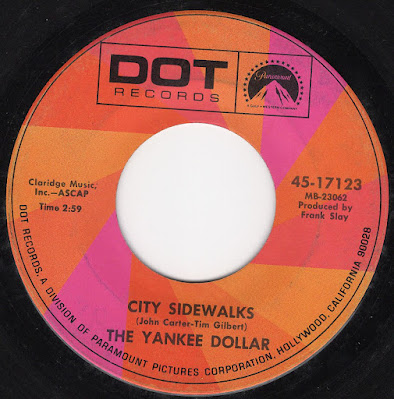 DOT
RECORDS
Paramount
Claridge Music,
Inc.—ASCAP
Time 2:59
45-17123
MB-23062
Produced by
Frank Slay
CITY SIDEWALKS
(John Carter-Tim Gilbert)
THE YANKEE DOLLAR
DOT RECORDS, A DIVISION OF PARAMOUNT PICTURES CORPORATION, HOLLYWOOD, CALIFORNIA 90028